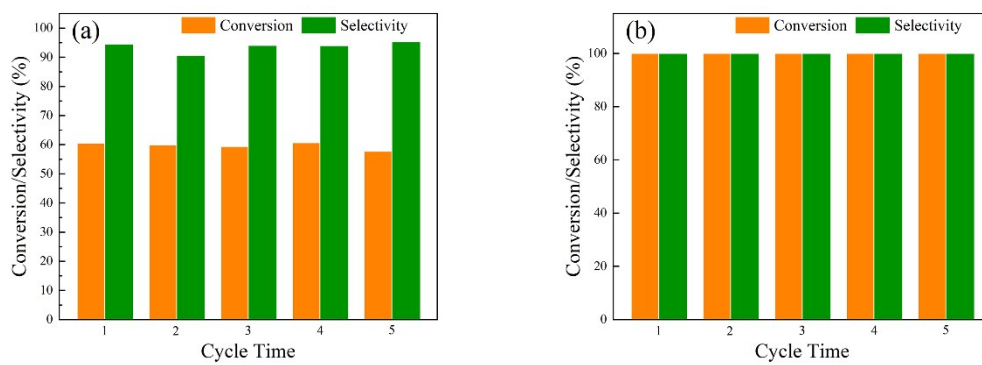 (a)
Conversion
Selectivity
100
90
80
70
60
50
40
30
20
10
0
Conversion/Selectivity (%)
1 2 3 4 5
Cycle Time
(b)
Conversion
Selectivity
100
80
60
40
20
0
Conversion/Selectivity (%)
1 2 3 4 5
Cycle Time